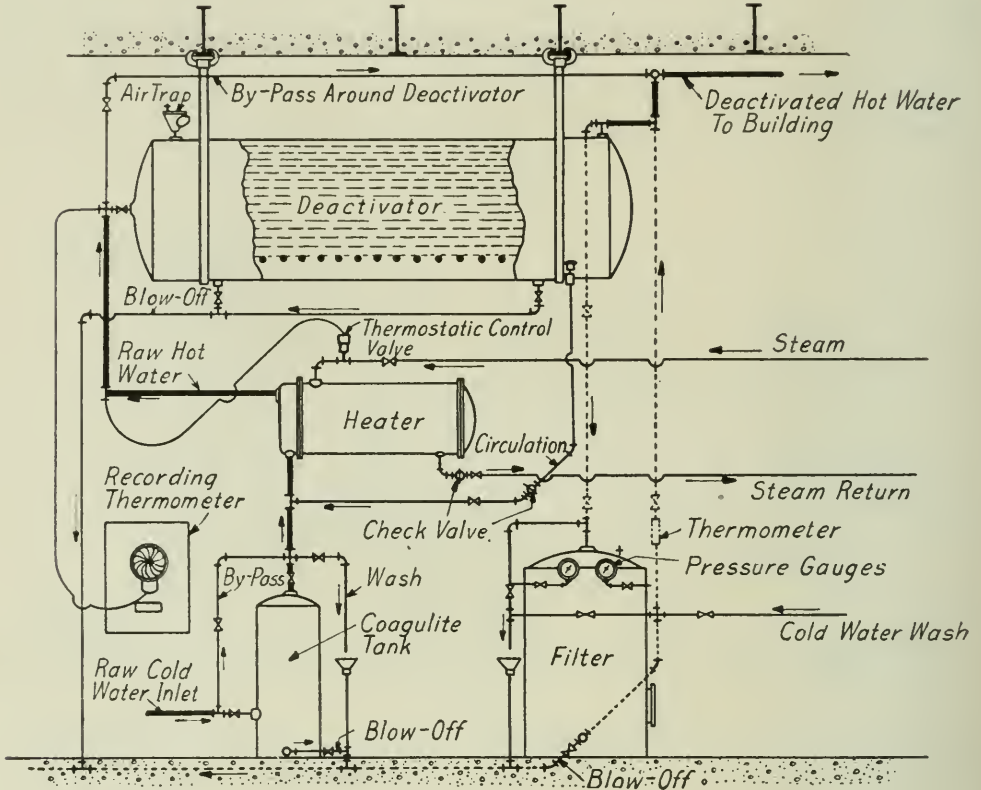 Air Trap
By-Pass Around Deactivator
Deactivated Hot Water
To Building
Deactivator
Blow-Off
Thermostatic Control
Valve
Steam
Raw Hot
Water
Heater
Circulation
Recording
Thermometer
Steam Return
Check Valve
Thermometer
By-Pass
Wash
Pressure Gauges
Coagulite
Tank
Cold Water Wash
Filter
Raw Cold
Water Inlet
Blow-Off
Blow-Off